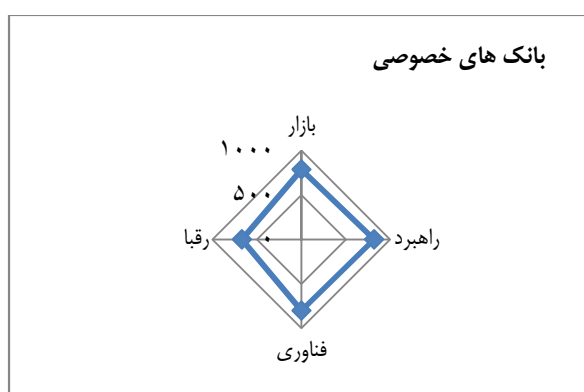 بانک های خصوصی
بازار
۱۰۰۰
۵۰۰
۰
راهبرد
رقبا
فناوری